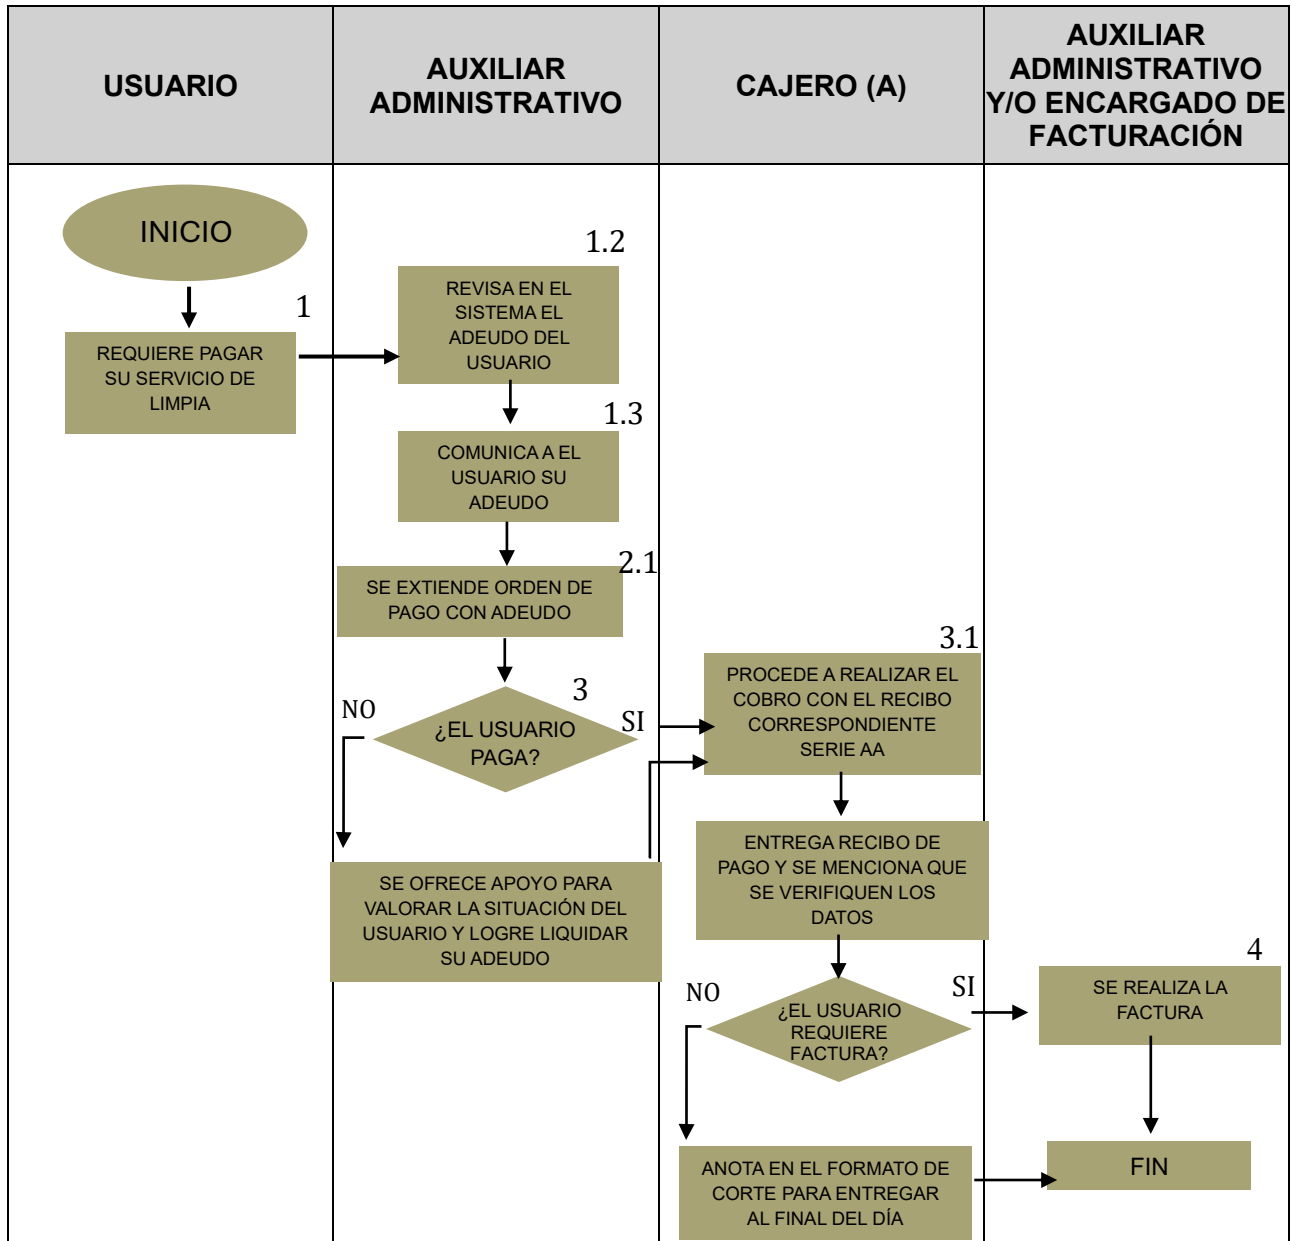 USUARIO
AUXILIAR
ADMINISTRATIVO
CAJERO (A)
AUXILIAR
ADMINISTRATIVO
Y/O ENCARGADO DE
FACTURACIÓN
INICIO
1
REQUIERE PAGAR
SU SERVICIO DE
LIMPIA
1.2
REVISA EN EL
SISTEMA EL
ADEUDO DEL
USUARIO
1.3
COMUNICA A EL
USUARIO SU
ADEUDO
2.1
SE EXTIENDE ORDEN DE
PAGO CON ADEUDO
3
¿EL USUARIO
PAGA?
NO
SI
SE OFRECE APOYO PARA
VALORAR LA SITUACIÓN DEL
USUARIO Y LOGRE LIQUIDAR
SU ADEUDO
3.1
PROCEDE A REALIZAR EL
COBRO CON EL RECIBO
CORRESPONDIENTE
SERIE AA
ENTREGA RECIBO DE
PAGO Y SE MENCIONA QUE
SE VERIFIQUEN LOS
DATOS
¿EL USUARIO
REQUIERE
FACTURA?
NO
SI
ANOTA EN EL FORMATO DE
CORTE PARA ENTREGAR
AL FINAL DEL DÍA
4
SE REALIZA LA
FACTURA
FIN